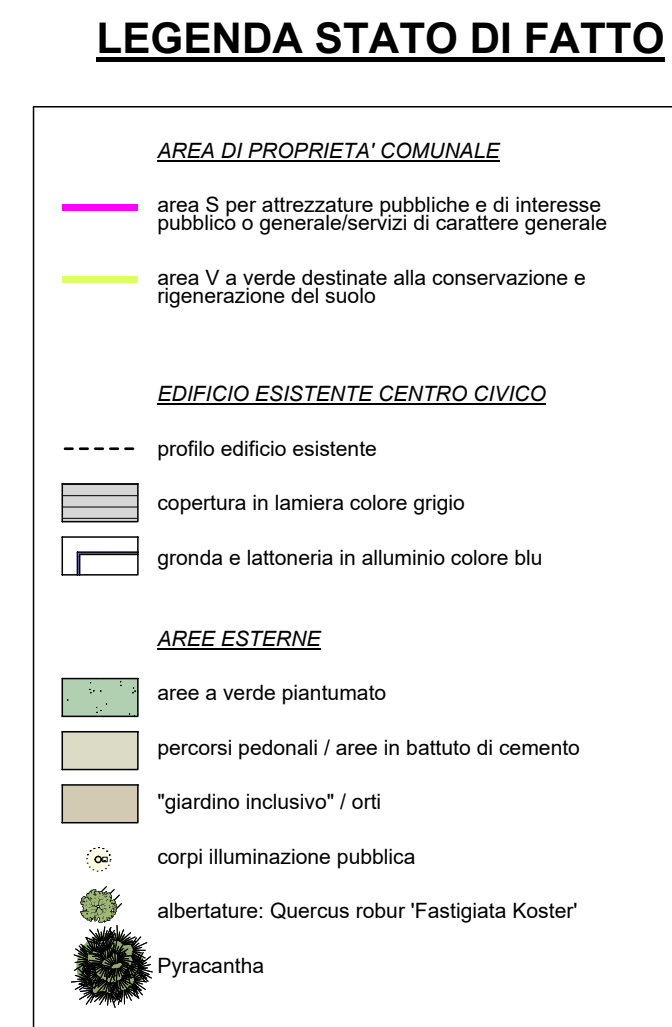 LEGENDA STATO DI FATTO
AREA DI PROPRIETA' COMUNALE
area S per attrezzature pubbliche e di interesse
pubblico o generale/servizi di carattere generale
area V a verde destinate alla conservazione e
rigenerazione del suolo
EDIFICIO ESISTENTE CENTRO CIVICO
profilo edificio esistente
copertura in lamiera colore grigio
gronda e lattoneria in alluminio colore blu
AREE ESTERNE
aree a verde piantumato
percorsi pedonali / aree in battuto di cemento
"giardino inclusivo" / orti
corpi illuminazione pubblica
albertature: Quercus robur 'Fastigiata Koster'
Pyracantha